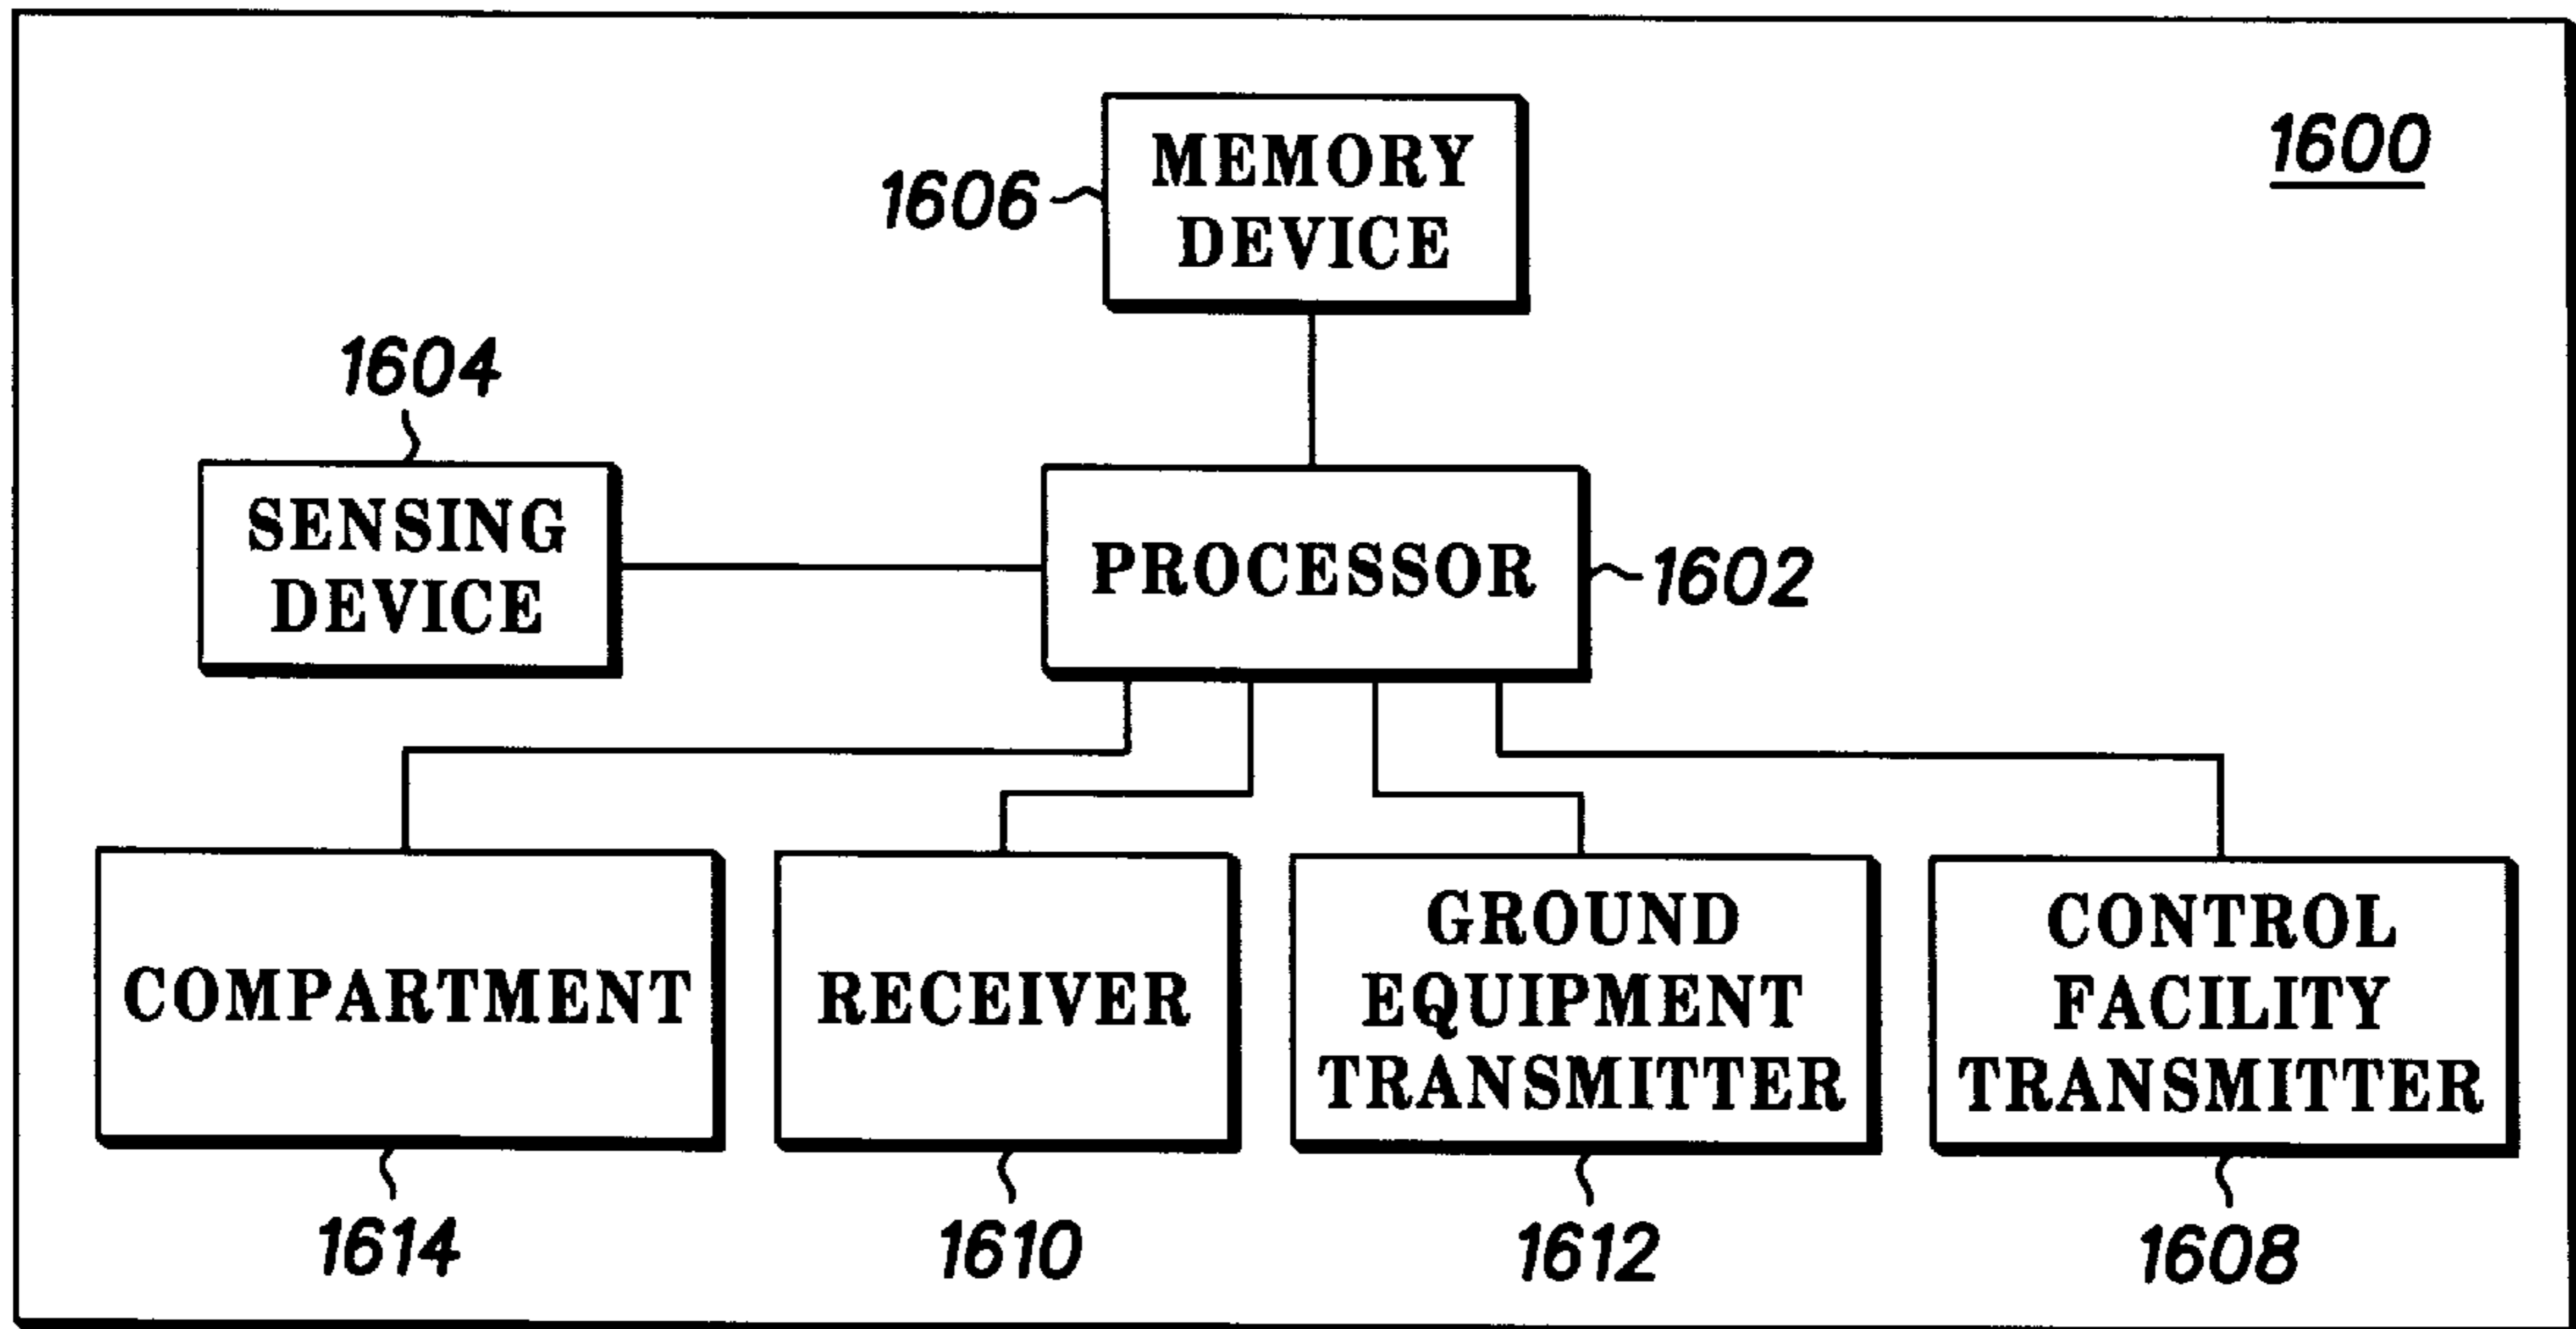 1600
MEMORY
DEVICE
1606
1604
SENSING
DEVICE
PROCESSOR
1602
COMPARTMENT
RECEIVER
GROUND
EQUIPMENT
TRANSMITTER
CONTROL
FACILITY
TRANSMITTER
1614
1610
1612
1608